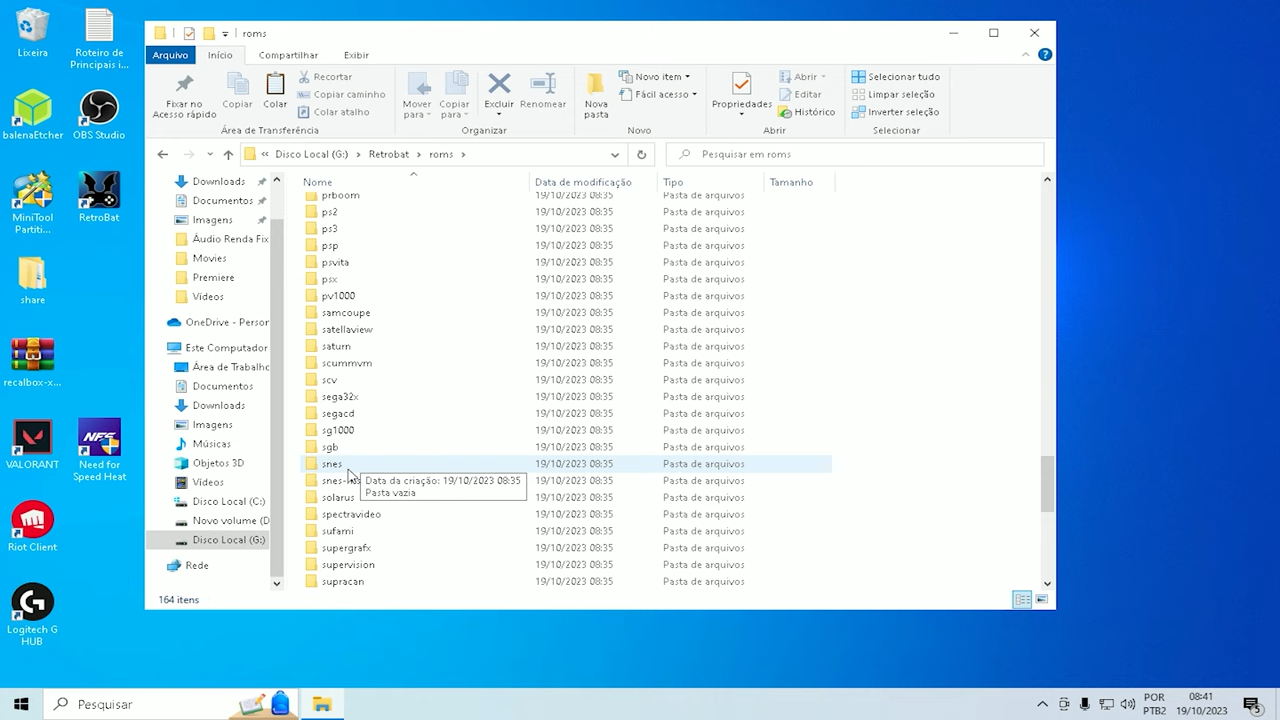 Lixeira
Roteiro de
Principais i...
balenaEtcher
OBS Studio
MiniTool
Partiti...
RetroBat
share
recalbox-x...
VALORANT
Need for
Speed Heat
Riot Client
Logitech G
HUB
roms
Arquivo
Início
Compartilhar
Exibir
Fixar no
Acesso rápido
Copiar
Colar
Recortar
Copiar caminho
Colar atalho
Área de Transferência
Mover
para
Copiar
para
Excluir
Renomear
Organizar
Nova
pasta
Novo item
Fácil acesso
Novo
Propriedades
Abrir
Editar
Histórico
Abrir
Selecionar tudo
Limpar seleção
Inverter seleção
Selecionar
« Disco Local (G:) > Retrobat > roms >
Pesquisar em roms
Downloads
Documentos
Imagens
Áudio Renda Fix
Movies
Premiere
Vídeos
OneDrive - Person
Este Computador
Área de Trabalho
Documentos
Downloads
Imagens
Músicas
Objetos 3D
Vídeos
Disco Local (C:)
Novo volume (D
Disco Local (G:)
Rede
Nome Data de modificação Tipo Tamanho
prboom 19/10/2023 08:35 Pasta de arquivos
ps2 19/10/2023 08:35 Pasta de arquivos
ps3 19/10/2023 08:35 Pasta de arquivos
psp 19/10/2023 08:35 Pasta de arquivos
psvita 19/10/2023 08:35 Pasta de arquivos
psx 19/10/2023 08:35 Pasta de arquivos
pv1000 19/10/2023 08:35 Pasta de arquivos
samcoupe 19/10/2023 08:35 Pasta de arquivos
satellaview 19/10/2023 08:35 Pasta de arquivos
saturn 19/10/2023 08:35 Pasta de arquivos
scummvm 19/10/2023 08:35 Pasta de arquivos
scv 19/10/2023 08:35 Pasta de arquivos
sega32x 19/10/2023 08:35 Pasta de arquivos
segacd 19/10/2023 08:35 Pasta de arquivos
sg1000 19/10/2023 08:35 Pasta de arquivos
sgb 19/10/2023 08:35 Pasta de arquivos
snes 19/10/2023 08:35 Pasta de arquivos
19/10/2023 08:35 Pasta de arquivos
Data da criação: 19/10/2023 08:35
Pasta vazia
solarus 19/10/2023 08:35 Pasta de arquivos
spectravideo 19/10/2023 08:35 Pasta de arquivos
sufami 19/10/2023 08:35 Pasta de arquivos
supergrafx 19/10/2023 08:35 Pasta de arquivos
supervision 19/10/2023 08:35 Pasta de arquivos
supracan 19/10/2023 08:35 Pasta de arquivos
164 itens
Pesquisar
POR
PTB2
08:41
19/10/2023
5